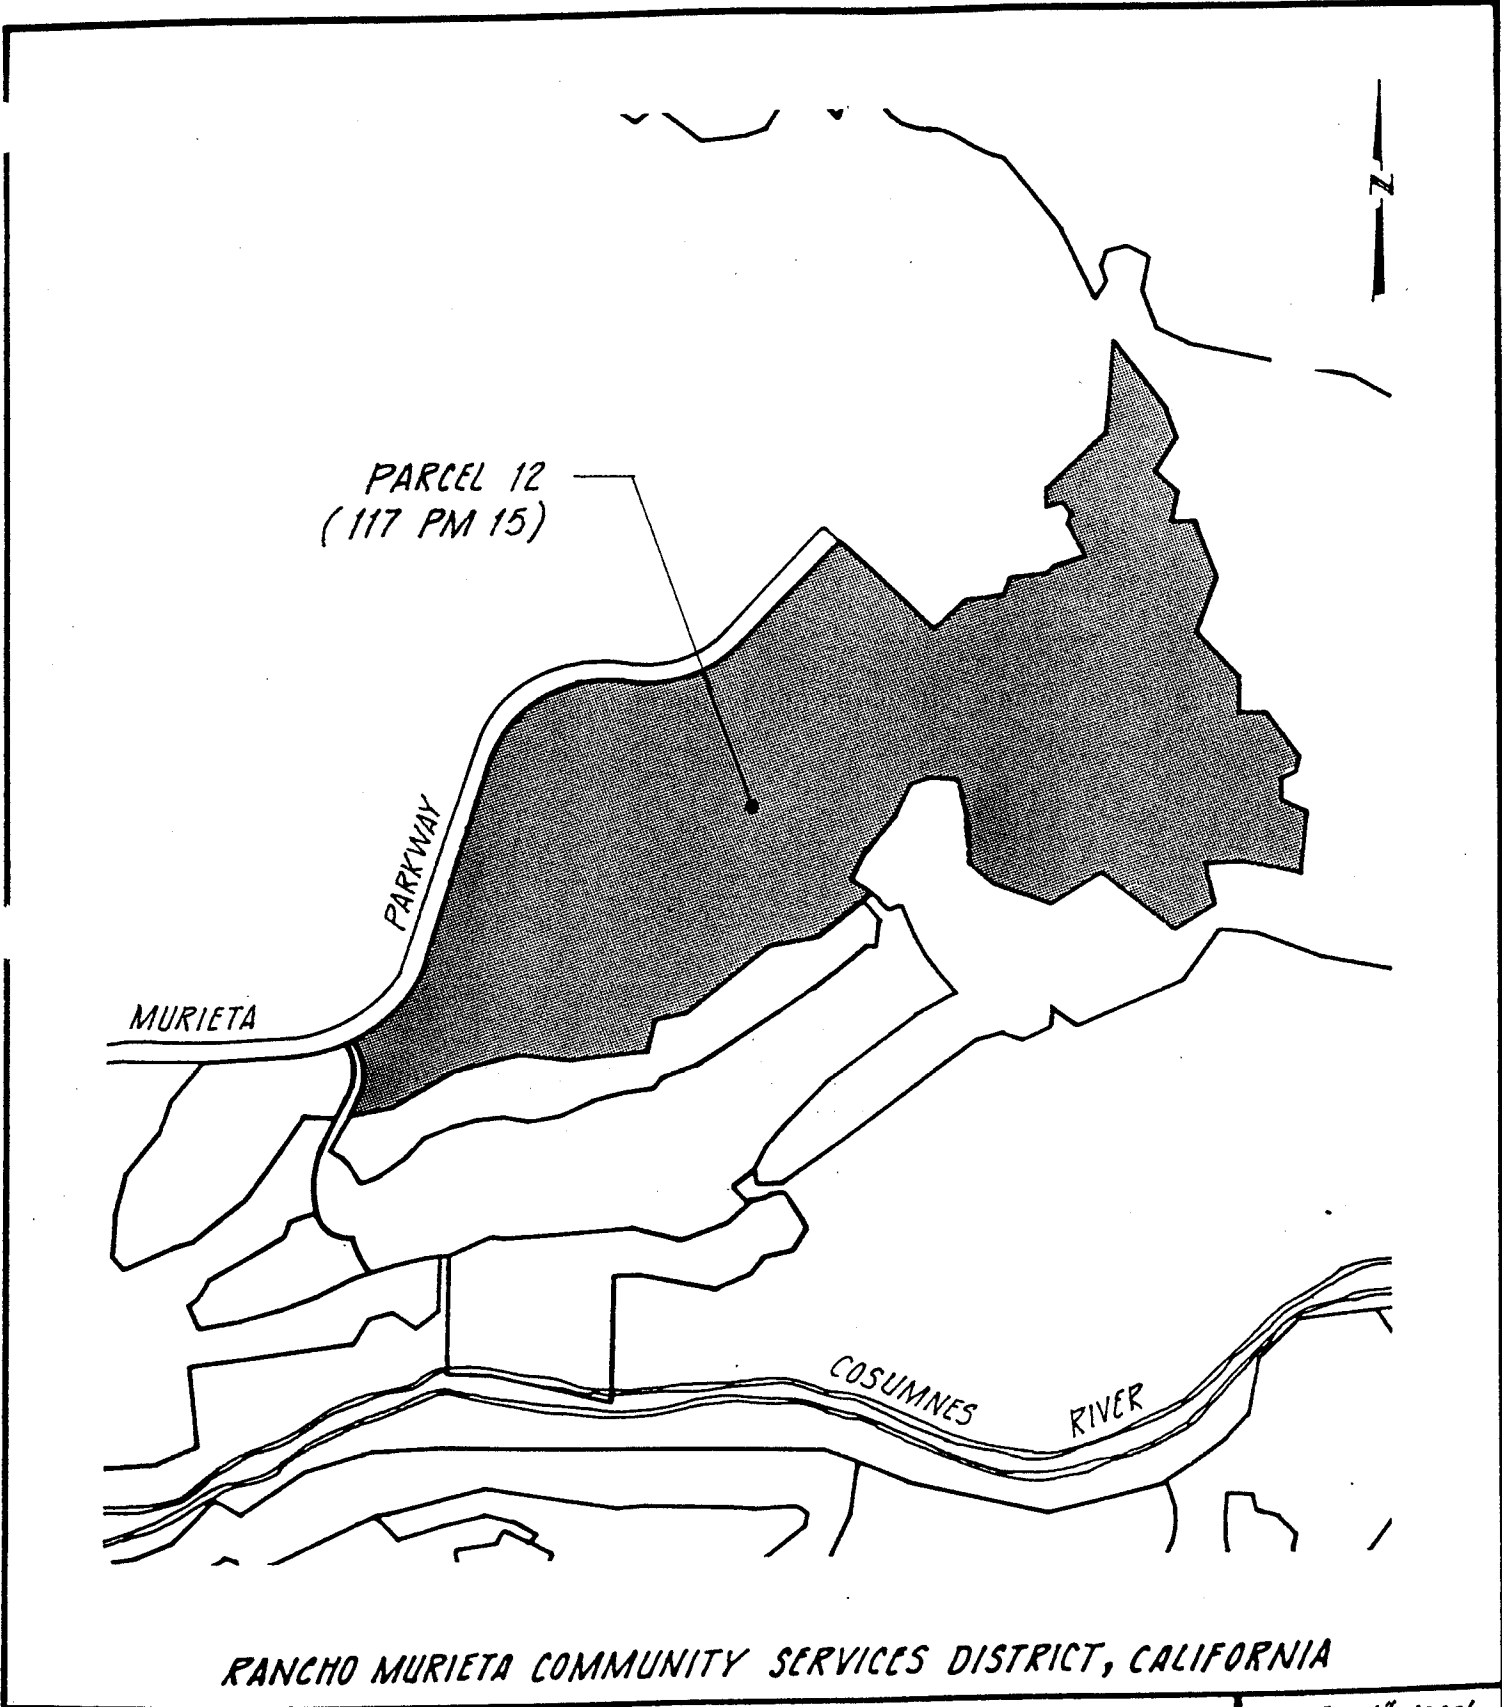 N
PARCEL 12
(117 PM 15)
PARKWAY
MURIETA
COSUMNES
RIVER
RANCHO MURIETA COMMUNITY SERVICES DISTRICT, CALIFORNIA